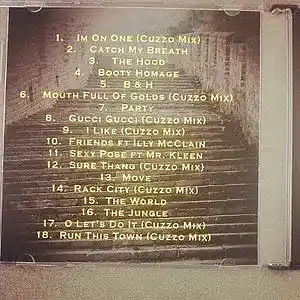 1. Im On One (Cuzzo Mix)
2. Catch My Breath
3. The Hood
4. Booty Homage
5. B & H
6. Mouth Full Of Golds (Cuzzo Mix)
7. Party
8. Gucci Gucci (Cuzzo Mix)
9. I Like (Cuzzo Mix)
10. Friends ft Illy McClain
11. Sexy Pose ft Mr. Kleen
12. Sure Thang (Cuzzo Mix)
13. Move
14. Rack City (Cuzzo Mix)
15. The World
16. The Jungle
17. O Let's Do It (Cuzzo Mix)
18. Run This Town (Cuzzo Mix)